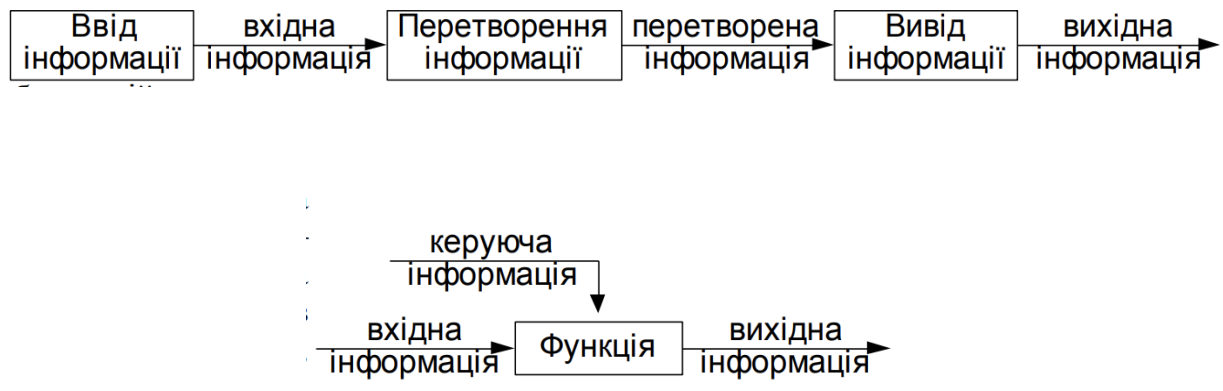 Ввід вхідна Перетворення перетворена Вивід вихідна
інформації інформація інформації інформація інформації інформація
керуюча
інформація
вхідна Функція вихідна
інформація інформація